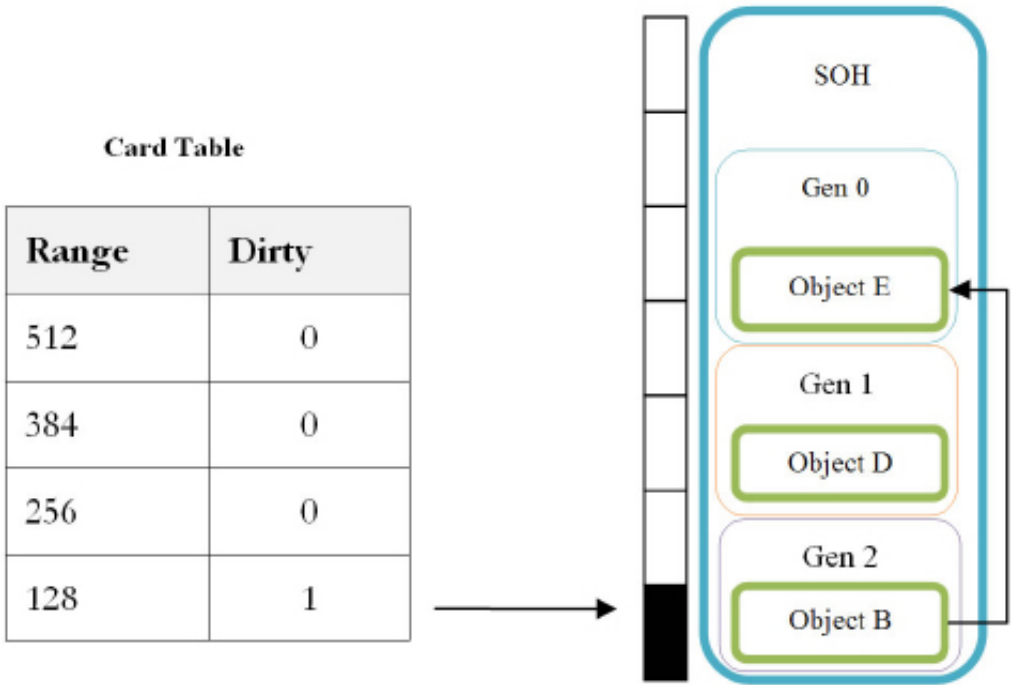 Card Table
Range Dirty
512 0
384 0
256 0
128 1
SOH
Gen 0
Object E
Gen 1
Object D
Gen 2
Object B